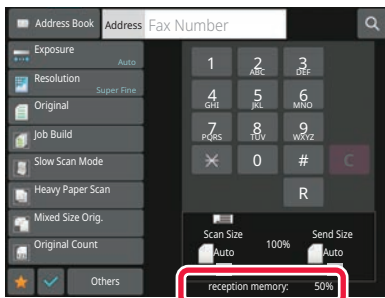 Address Book
Address
Fax Number
Exposure
Auto
Resolution
Super Fine
Original
Job Build
Slow Scan Mode
Heavy Paper Scan
Mixed Size Orig.
Original Count
Others
1
2
ABC
3
DEF
4
GHI
5
JKL
6
MNO
7
PQRS
8
TUV
9
WXYZ
0
#
C
R
Scan Size
Send Size
Auto
100%
Auto
reception memory: 50%